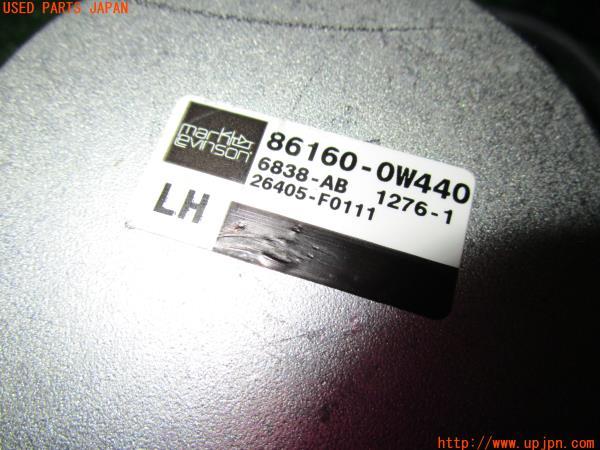 USED PARTS JAPAN
mark
levinson
86160-0W440
6838-AB 1276-1
26405-F0111
LH
http://www.upjpn.com